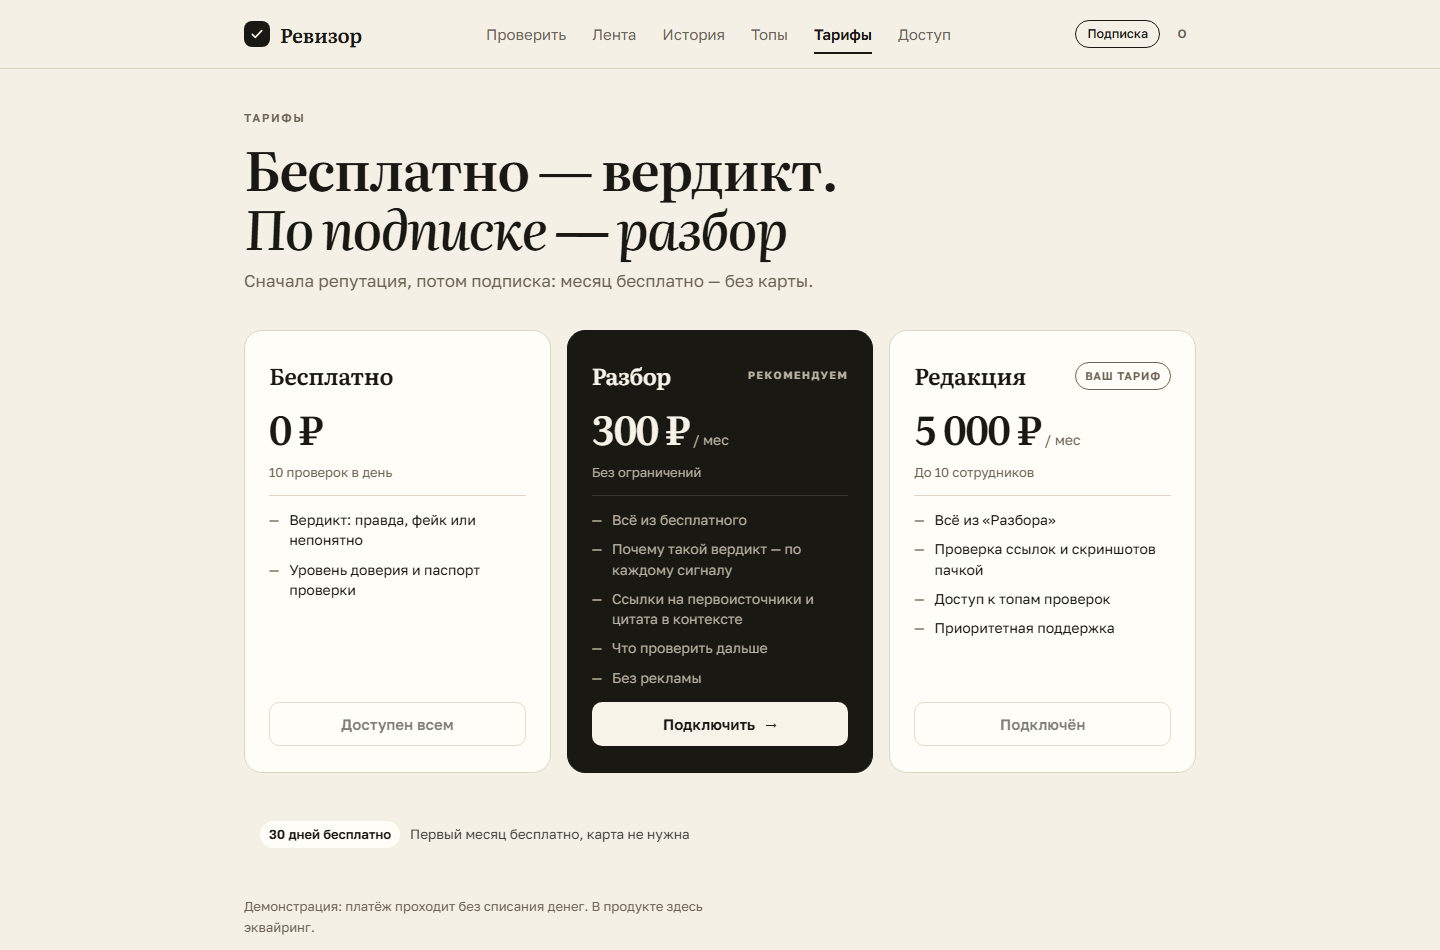 Ревизор
Проверить
Лента
История
Топы
Тарифы
Доступ
Подписка
О
ТАРИФЫ
Бесплатно — вердикт.
По подписке — разбор
Сначала репутация, потом подписка: месяц бесплатно — без карты.
Бесплатно
0 ₽
10 проверок в день
— Вердикт: правда, фейк или
непонятно
— Уровень доверия и паспорт
проверки
Доступен всем
Разбор
РЕКОМЕНДУЕМ
300 ₽ / мес
Без ограничений
— Всё из бесплатного
— Почему такой вердикт — по
каждому сигналу
— Ссылки на первоисточники и
цитата в контексте
— Что проверить дальше
— Без рекламы
Подключить →
Редакция
ВАШ ТАРИФ
5 000 ₽ / мес
До 10 сотрудников
— Всё из «Разбора»
— Проверка ссылок и скриншотов
пачкой
— Доступ к топам проверок
— Приоритетная поддержка
Подключён
30 дней бесплатно
Первый месяц бесплатно, карта не нужна
Демонстрация: платёж проходит без списания денег. В продукте здесь
эквайринг.